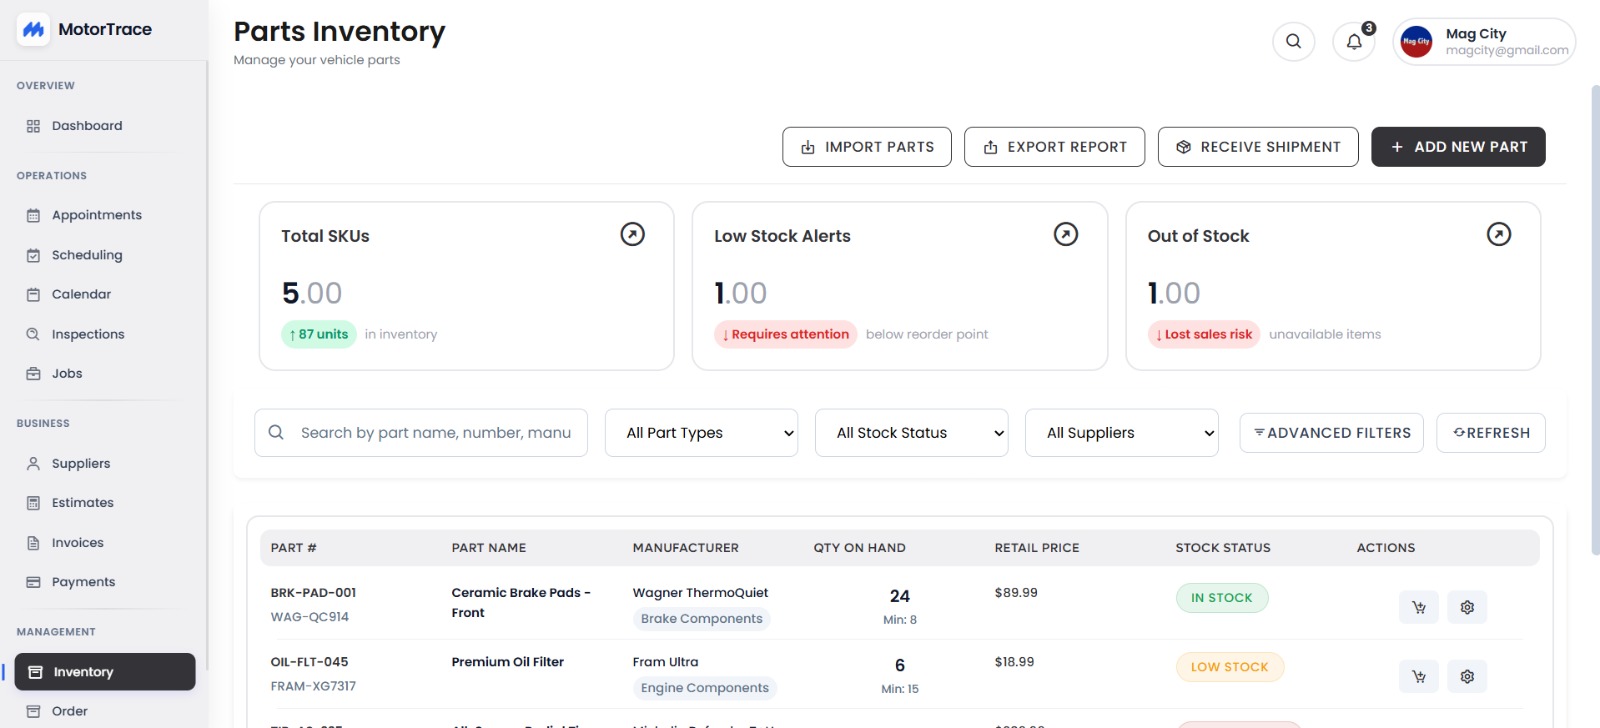 MotorTrace
OVERVIEW
Dashboard
OPERATIONS
Appointments
Scheduling
Calendar
Inspections
Jobs
BUSINESS
Suppliers
Estimates
Invoices
Payments
MANAGEMENT
Inventory
Order
Parts Inventory
Manage your vehicle parts
3
Mag City
Mag City
magcity@gmail.com
IMPORT PARTS
EXPORT REPORT
RECEIVE SHIPMENT
+ ADD NEW PART
Total SKUs
5.00
↑ 87 units in inventory
Low Stock Alerts
1.00
↓ Requires attention below reorder point
Out of Stock
1.00
↓ Lost sales risk unavailable items
Search by part name, number, manu
All Part Types
All Stock Status
All Suppliers
ADVANCED FILTERS
REFRESH
PART # PART NAME MANUFACTURER QTY ON HAND RETAIL PRICE STOCK STATUS ACTIONS
BRK-PAD-001
WAG-QC914
Ceramic Brake Pads -
Front
Wagner ThermoQuiet
Brake Components
24
Min: 8
$89.99
IN STOCK
OIL-FLT-045
FRAM-XG7317
Premium Oil Filter
Fram Ultra
Engine Components
6
Min: 15
$18.99
LOW STOCK